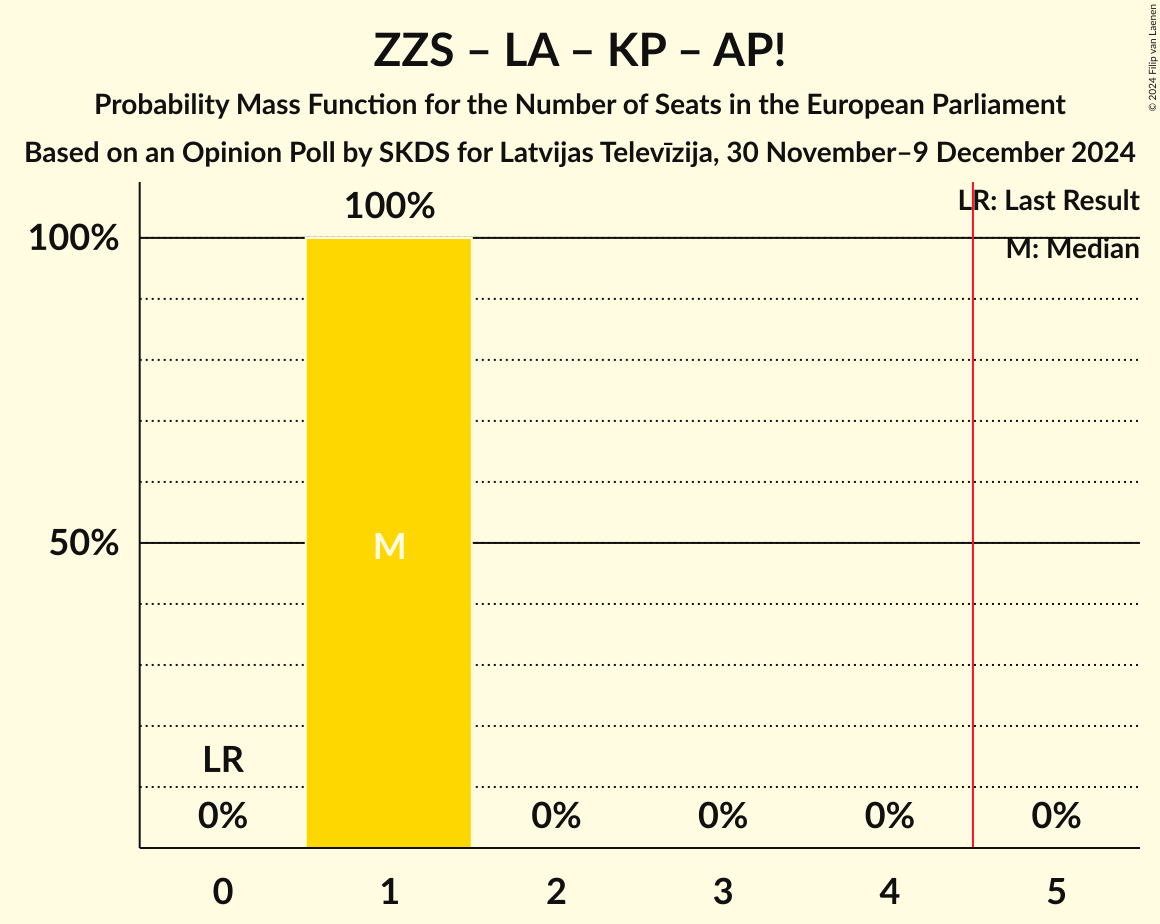 ZZS – LA – KP – AP!
Probability Mass Function for the Number of Seats in the European Parliament
Based on an Opinion Poll by SKDS for Latvijas Televīzija, 30 November–9 December 2024
© 2024 Filip van Laenen
LR: Last Result
M: Median
100%
100%
50%
M
LR
0%
0%
0%
0%
0%
0
1
2
3
4
5